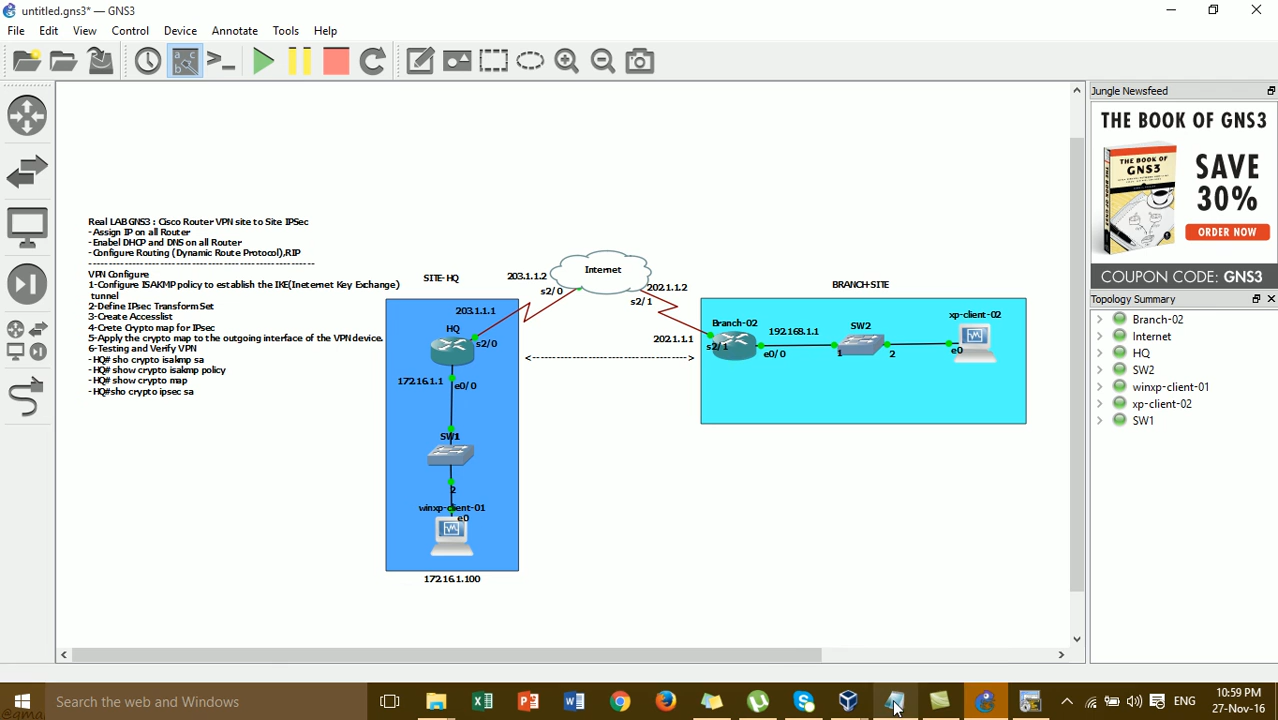 untitled.gns3* — GNS3
File Edit View Control Device Annotate Tools Help
Jungle Newsfeed
THE BOOK OF GNS3
THE BOOK OF
GNS3
SAVE
30%
ORDER NOW
COUPON CODE: GNS3
Topology Summary
Branch-02
Internet
HQ
SW2
winxp-client-01
xp-client-02
SW1
Real LAB GNS3 : Cisco Router VPN site to Site IPSec
-Assign IP on all Router
-Enabel DHCP and DNS on all Router
-Configure Routing (Dynamic Route Protocol),RIP
VPN Configure
1-Configure ISAKMP policy to establish the IKE(Ineternet Key Exchange)
tunnel
2-Define IPsec Transform Set
3-Create Accesslist
4-Crete Crypto map for IPsec
5-Apply the crypto map to the outgoing interface of the VPN device.
6-Testing and Verify VPN
-HQ# sho crypto isakmp sa
-HQ# show crypto isakmp policy
-HQ# show crypto map
-HQ#sho crypto ipsec sa
SITE-HQ
203.1.1.2
s2/0
Internet
202.1.1.2
s2/1
BRANCH-SITE
203.1.1.1
HQ
s2/0
172.16.1.1
e0/0
SW1
2
winxp-client-01
e0
172.16.1.100
202.1.1.1
s2/1
Branch-02
e0/0
192.168.1.1
1
SW2
2
e0
xp-client-02
Search the web and Windows
ENG
10:59 PM
27-Nov-16